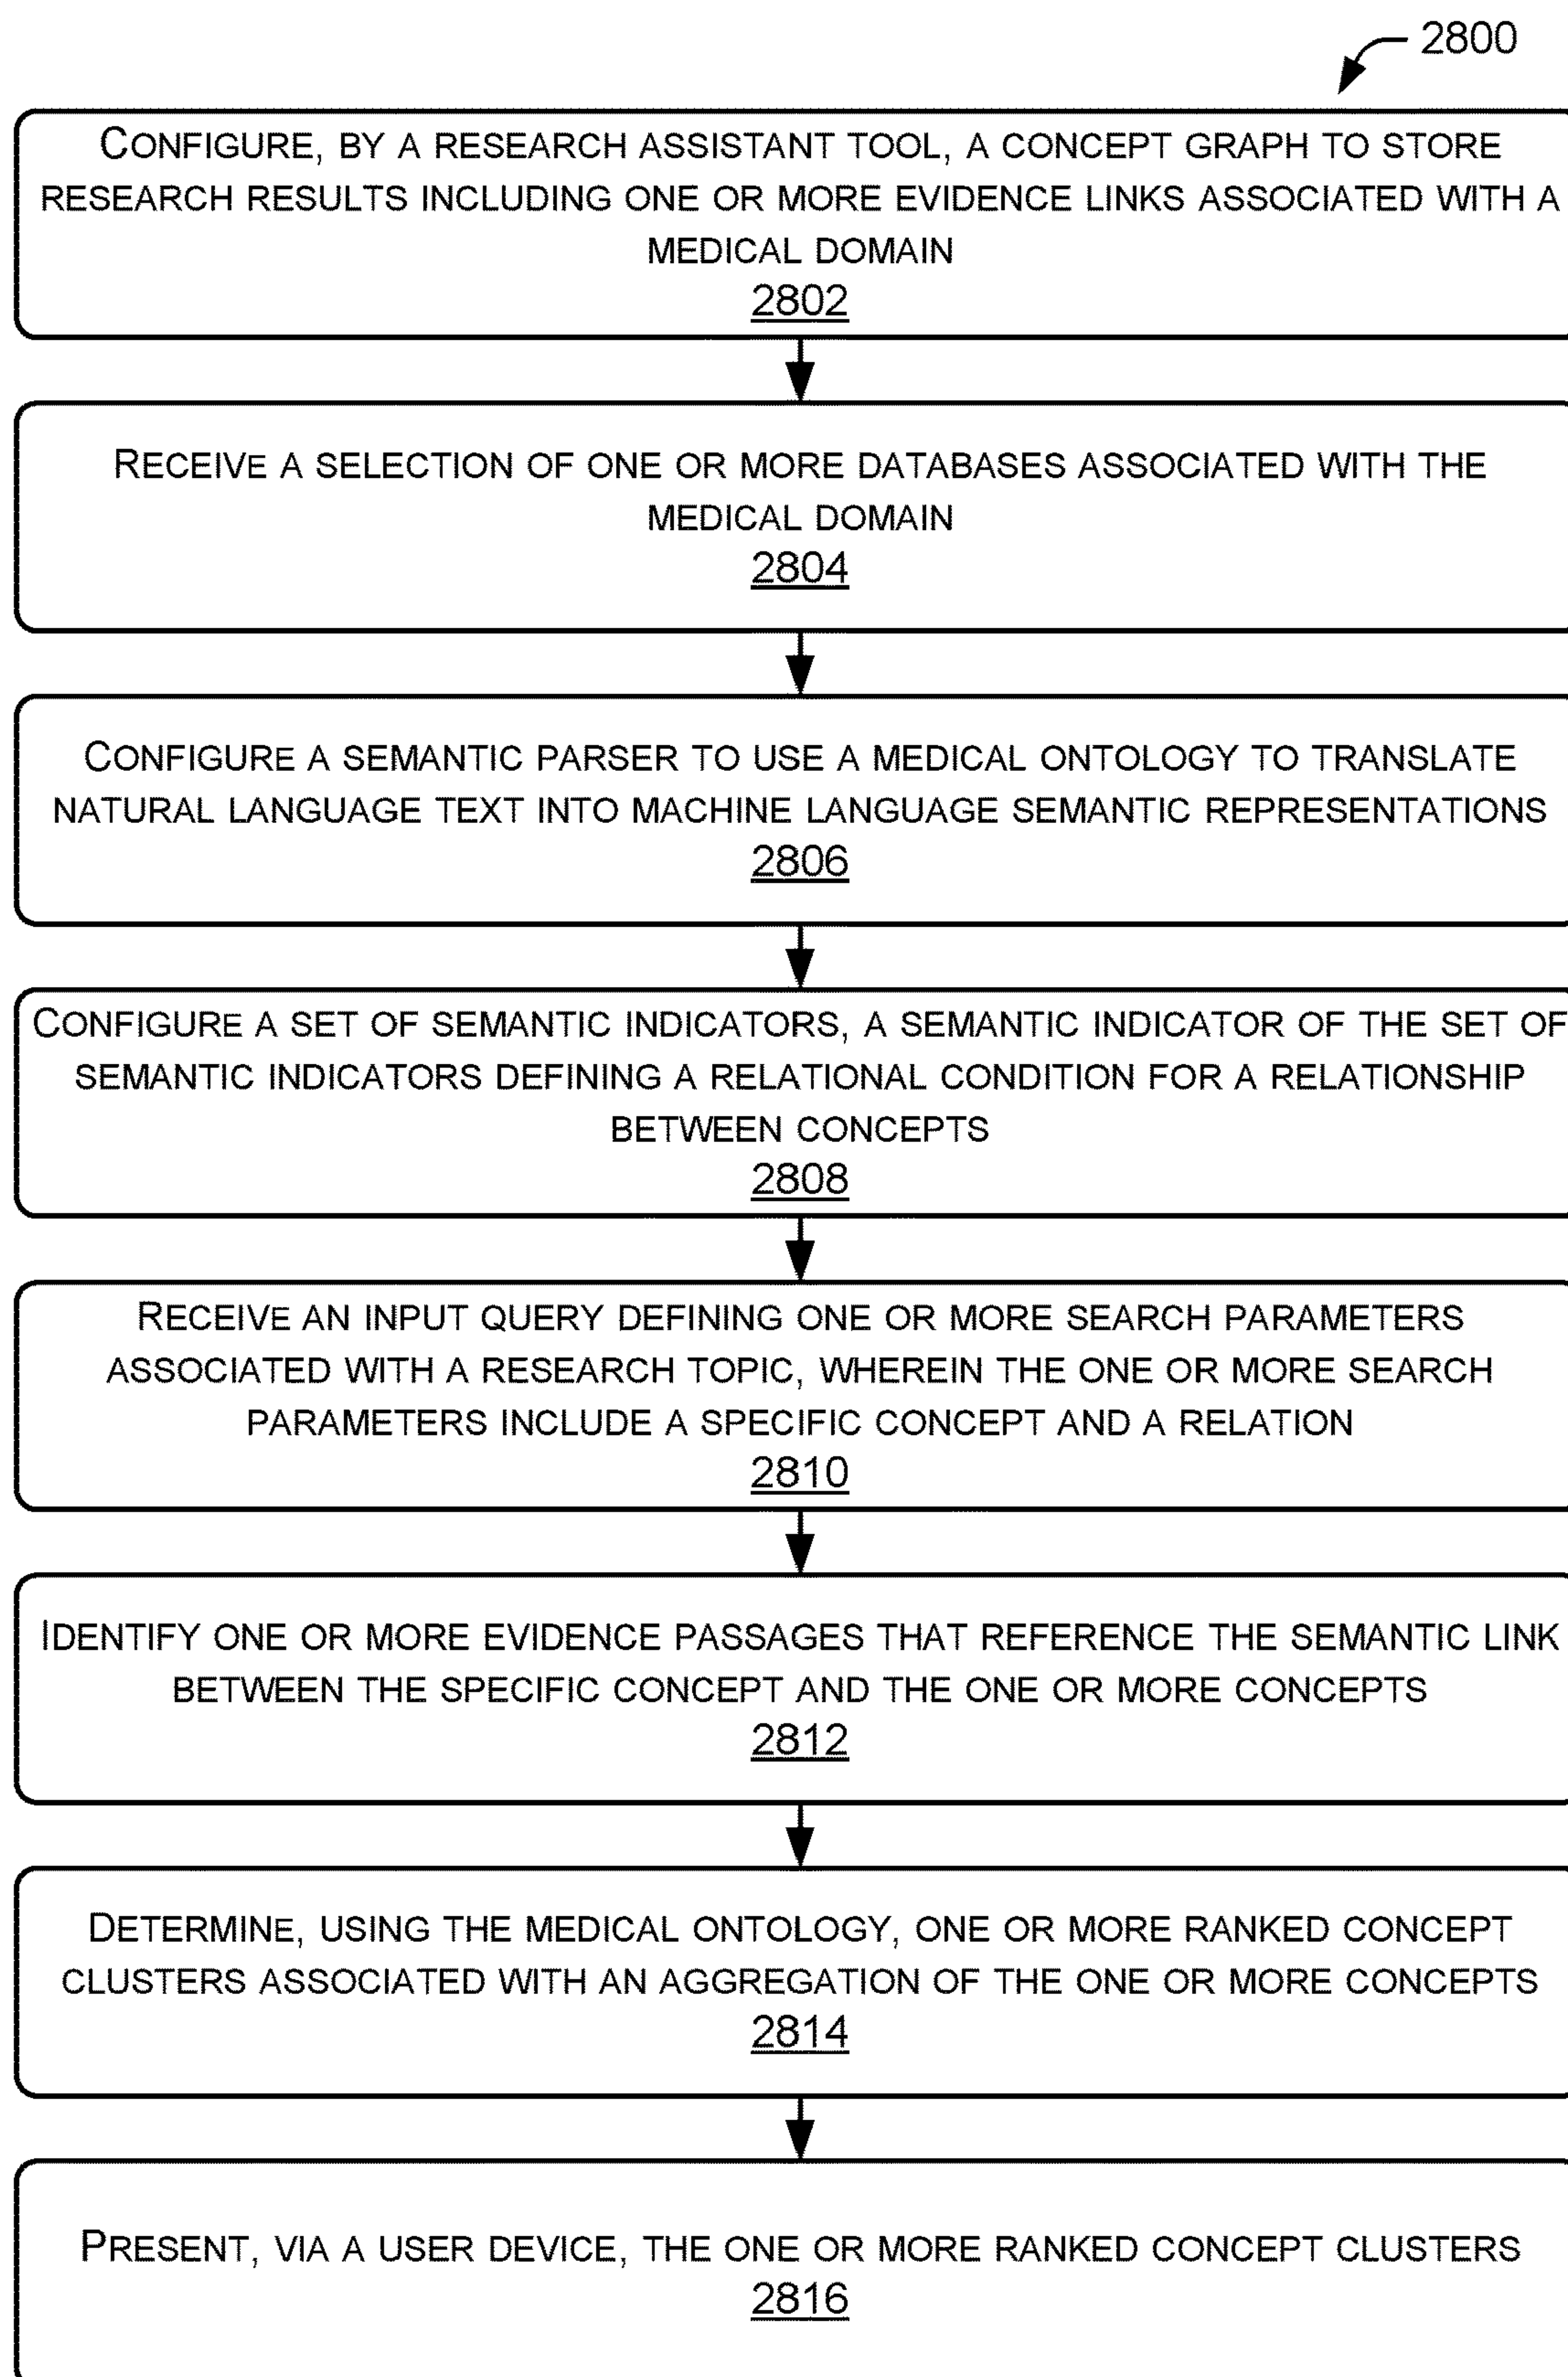 2800
CONFIGURE, BY A RESEARCH ASSISTANT TOOL, A CONCEPT GRAPH TO STORE
RESEARCH RESULTS INCLUDING ONE OR MORE EVIDENCE LINKS ASSOCIATED WITH A
MEDICAL DOMAIN
2802
RECEIVE A SELECTION OF ONE OR MORE DATABASES ASSOCIATED WITH THE
MEDICAL DOMAIN
2804
CONFIGURE A SEMANTIC PARSER TO USE A MEDICAL ONTOLOGY TO TRANSLATE
NATURAL LANGUAGE TEXT INTO MACHINE LANGUAGE SEMANTIC REPRESENTATIONS
2806
CONFIGURE A SET OF SEMANTIC INDICATORS, A SEMANTIC INDICATOR OF THE SET OF
SEMANTIC INDICATORS DEFINING A RELATIONAL CONDITION FOR A RELATIONSHIP
BETWEEN CONCEPTS
2808
RECEIVE AN INPUT QUERY DEFINING ONE OR MORE SEARCH PARAMETERS
ASSOCIATED WITH A RESEARCH TOPIC, WHEREIN THE ONE OR MORE SEARCH
PARAMETERS INCLUDE A SPECIFIC CONCEPT AND A RELATION
2810
IDENTIFY ONE OR MORE EVIDENCE PASSAGES THAT REFERENCE THE SEMANTIC LINK
BETWEEN THE SPECIFIC CONCEPT AND THE ONE OR MORE CONCEPTS
2812
DETERMINE, USING THE MEDICAL ONTOLOGY, ONE OR MORE RANKED CONCEPT
CLUSTERS ASSOCIATED WITH AN AGGREGATION OF THE ONE OR MORE CONCEPTS
2814
PRESENT, VIA A USER DEVICE, THE ONE OR MORE RANKED CONCEPT CLUSTERS
2816